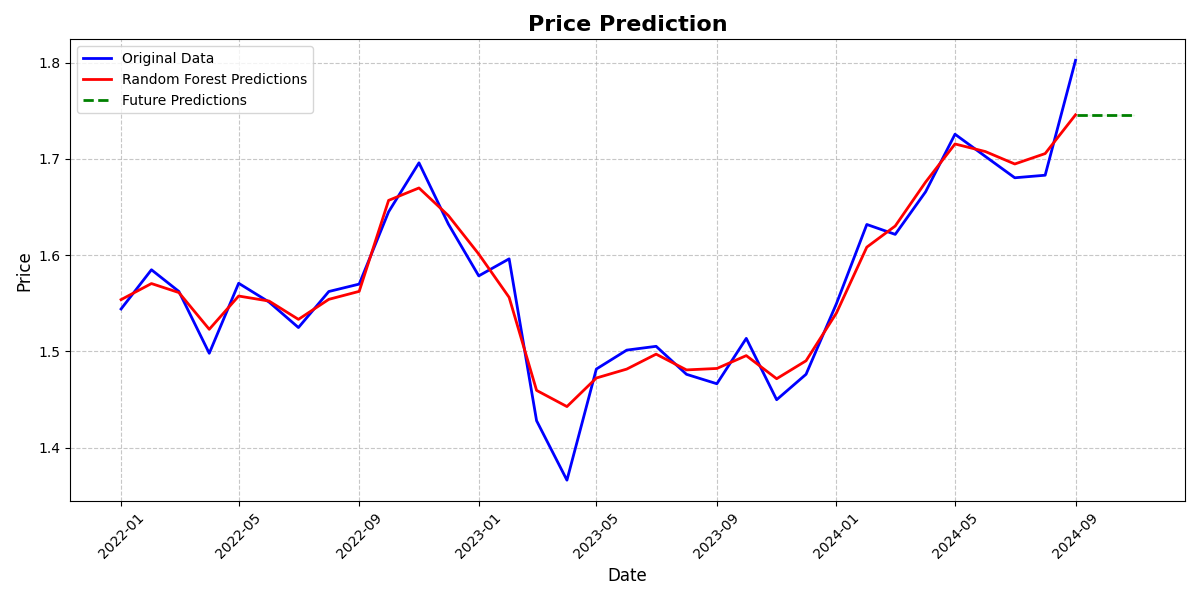 Price Prediction
Original Data
Random Forest Predictions
Future Predictions
Price
1.8
1.7
1.6
1.5
1.4
2022-01
2022-05
2022-09
2023-01
2023-05
2023-09
2024-01
2024-05
2024-09
Date